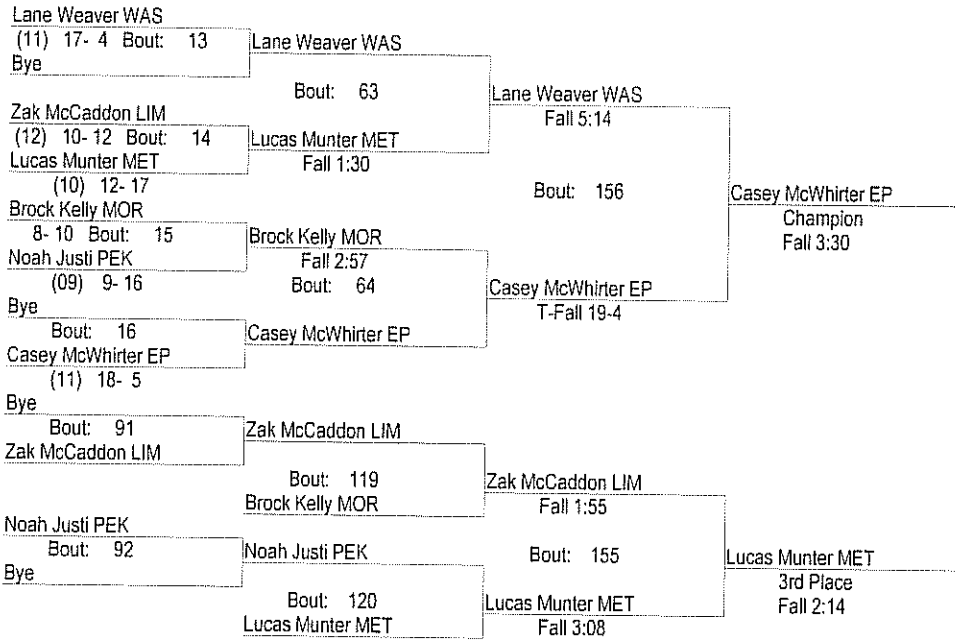 Lane Weaver WAS
(11) 17- 4 Bout: 13
Bye
Lane Weaver WAS
Bout: 63
Zak McCaddon LIM
(12) 10- 12 Bout: 14
Lucas Munter MET
(10) 12- 17
Lucas Munter MET
Fall 1:30
Lane Weaver WAS
Fall 5:14
Bout: 156
Brock Kelly MOR
8- 10 Bout: 15
Noah Justi PEK
(09) 9- 16
Brock Kelly MOR
Fall 2:57
Bout: 64
Bye
Bout: 16
Casey McWhirter EP
(11) 18- 5
Casey McWhirter EP
Casey McWhirter EP
T-Fall 19-4
Casey McWhirter EP
Champion
Fall 3:30
Bye
Bout: 91
Zak McCaddon LIM
Zak McCaddon LIM
Bout: 119
Brock Kelly MOR
Zak McCaddon LIM
Fall 1:55
Bout: 155
Noah Justi PEK
Bout: 92
Bye
Noah Justi PEK
Bout: 120
Lucas Munter MET
Lucas Munter MET
Fall 3:08
Lucas Munter MET
3rd Place
Fall 2:14